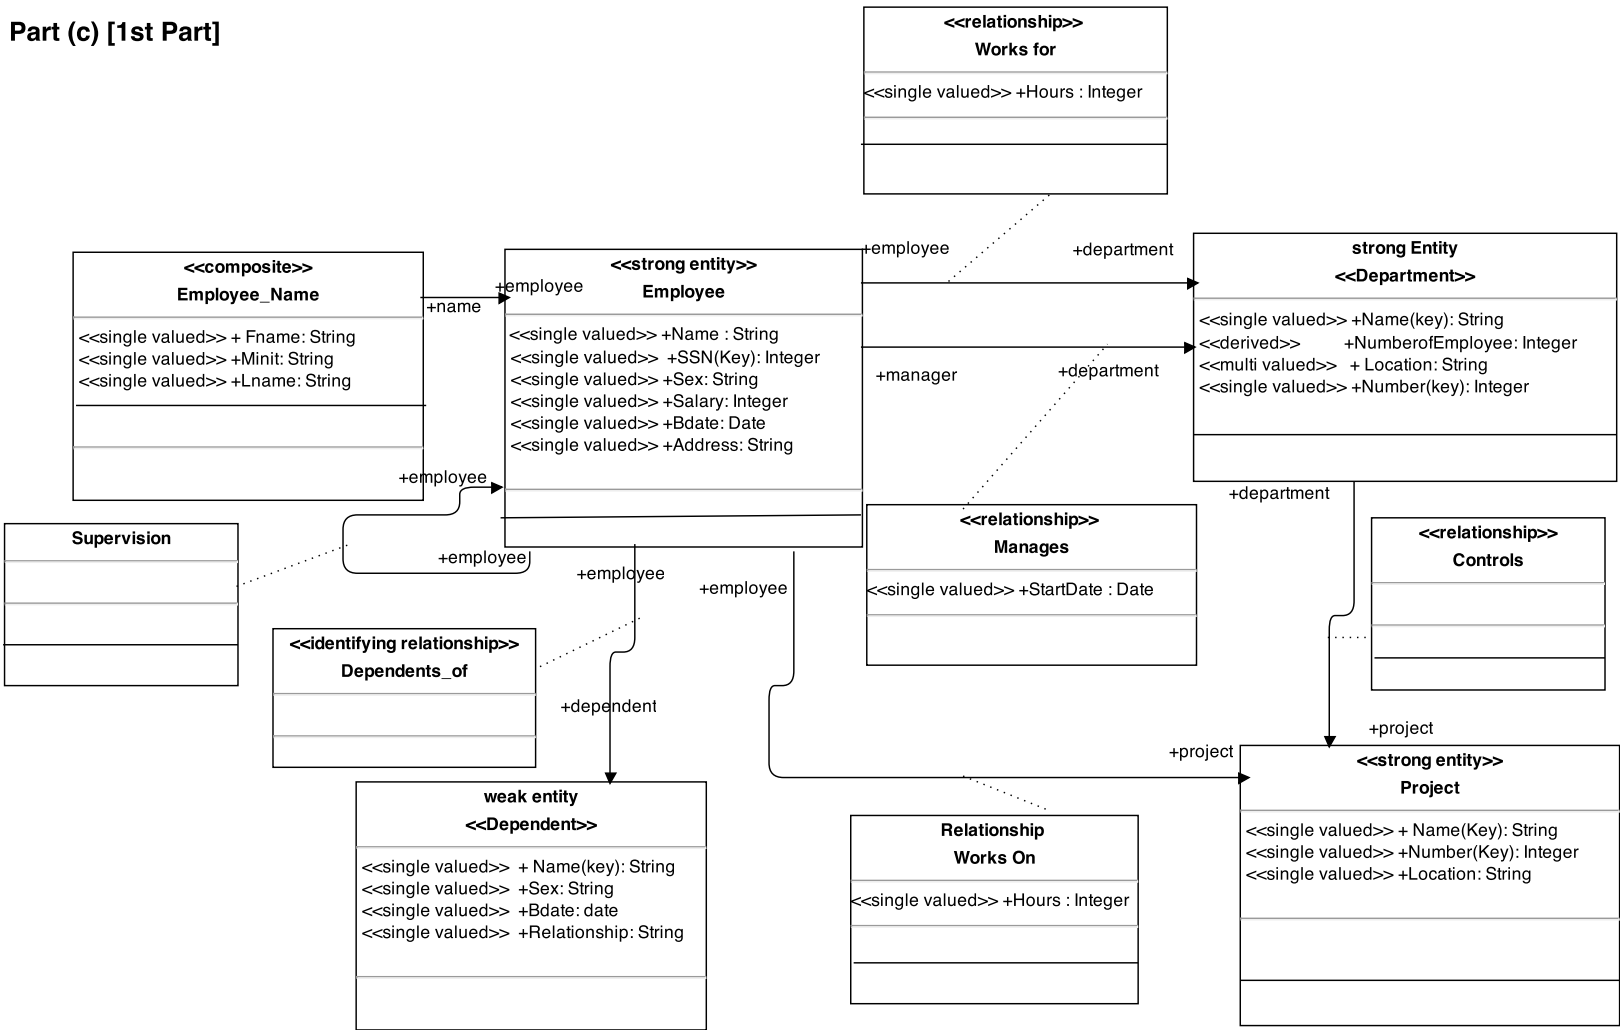 Part (c) [1st Part]
<<relationship>>
Works for
<<single valued>> +Hours : Integer
<<composite>>
Employee_Name
<<single valued>> + Fname: String
<<single valued>> +Minit: String
<<single valued>> +Lname: String
+name
+employee
<<strong entity>>
Employee
<<single valued>> +Name : String
<<single valued>> +SSN(Key): Integer
<<single valued>> +Sex: String
<<single valued>> +Salary: Integer
<<single valued>> +Bdate: Date
<<single valued>> +Address: String
+employee
+department
+manager
+department
strong Entity
<<Department>>
<<single valued>> +Name(key): String
<<derived>> +NumberofEmployee: Integer
<<multi valued>> + Location: String
<<single valued>> +Number(key): Integer
+employee
+employee
Supervision
+employee
+employee
<<identifying relationship>>
Dependents_of
+dependent
<<relationship>>
Manages
<<single valued>> +StartDate : Date
+department
<<relationship>>
Controls
+project
+project
weak entity
<<Dependent>>
<<single valued>> + Name(key): String
<<single valued>> +Sex: String
<<single valued>> +Bdate: date
<<single valued>> +Relationship: String
Relationship
Works On
<<single valued>> +Hours : Integer
<<strong entity>>
Project
<<single valued>> + Name(Key): String
<<single valued>> +Number(Key): Integer
<<single valued>> +Location: String